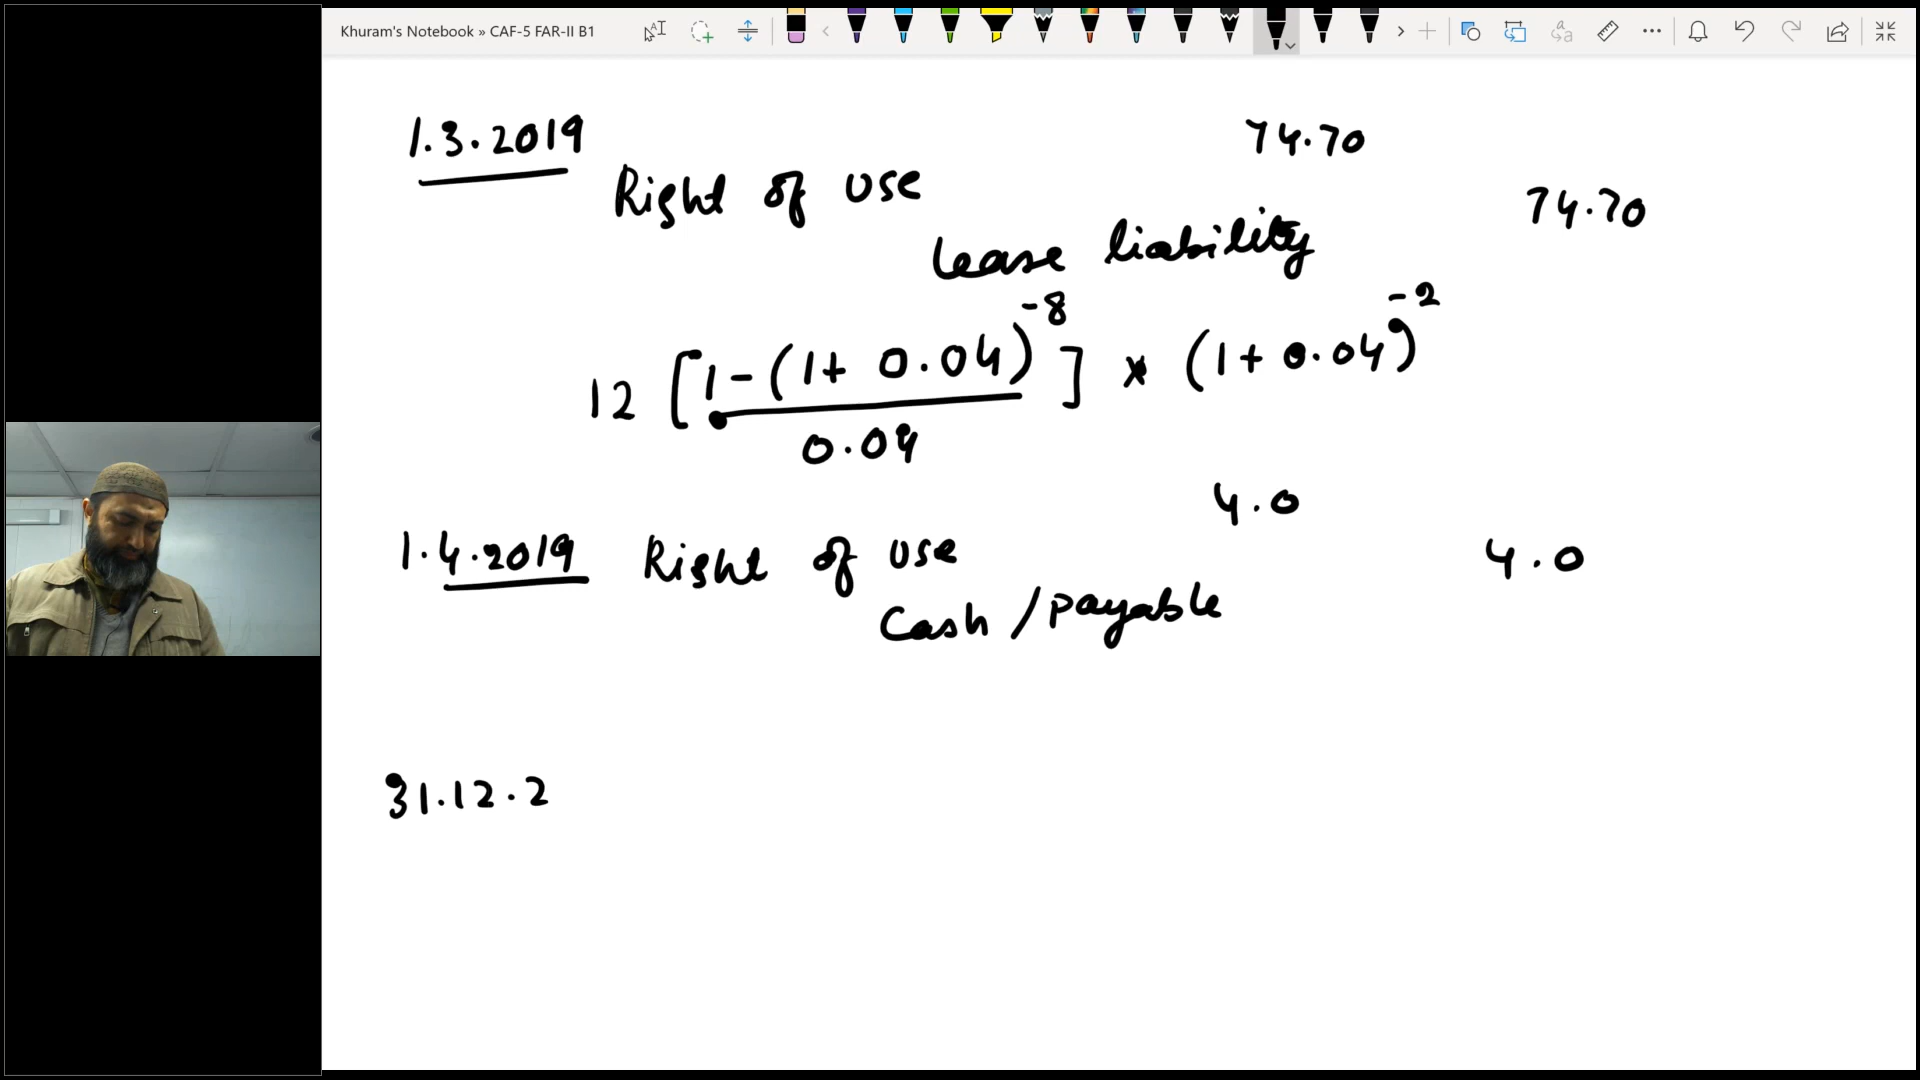 Khuram's Notebook » CAF-5 FAR-II B1
1.3.2019
74.70
Right of use
74.70
lease liability
12 [ 1-(1+ 0.04)^-8 / 0.04 ] × (1+0.04)^-2
4.0
1.4.2019 Right of use
4.0
Cash/payable
31.12.2